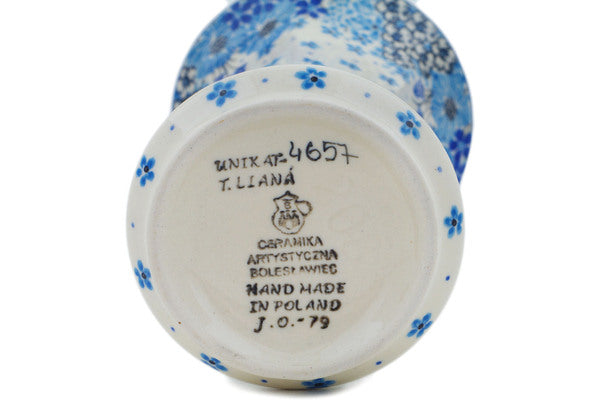 UNIKAT-4657
T. LIANA
CERAMIKA
ARTYSTYCZNA
BOLESŁAWIEC
HAND MADE
IN POLAND
J.O.-79